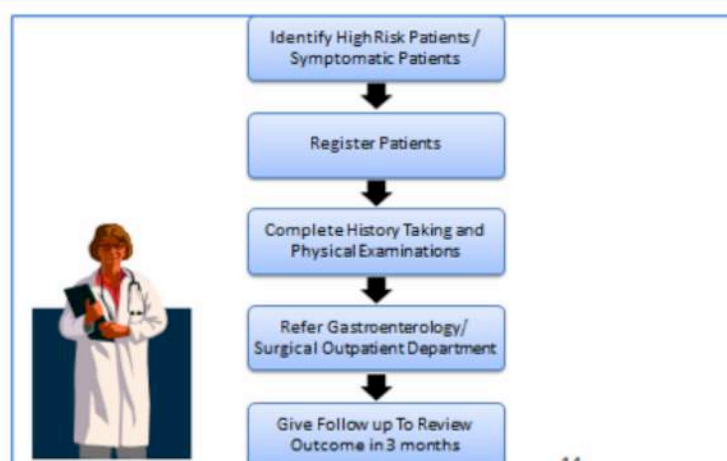 Identify High Risk Patients/
Symptomatic Patients
Register Patients
Complete History Taking and
Physical Examinations
Refer Gastroenterology/
Surgical Outpatient Department
Give Follow up To Review
Outcome in 3 months